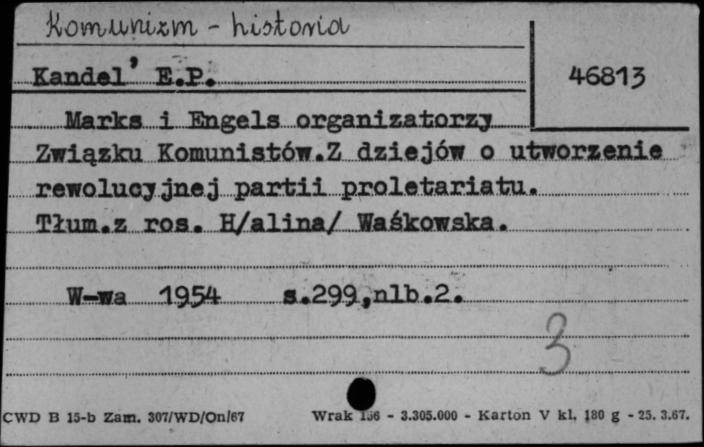 Komunizm - historia
Kandel' E.P.
46813
Marks i Engels organizatorzy
Związku Komunistów.Z dziejów o utworzenie
rewolucyjnej partii proletariatu.
Tłum.z ros. H/alina/ Waśkowska.
W-wa 1954 s.299,nlb.2.
3
CWD B 15-b Zam. 307/WD/On/67 Wrak 156 - 3.305.000 - Karton V kl. 180 g - 25. 3.67.